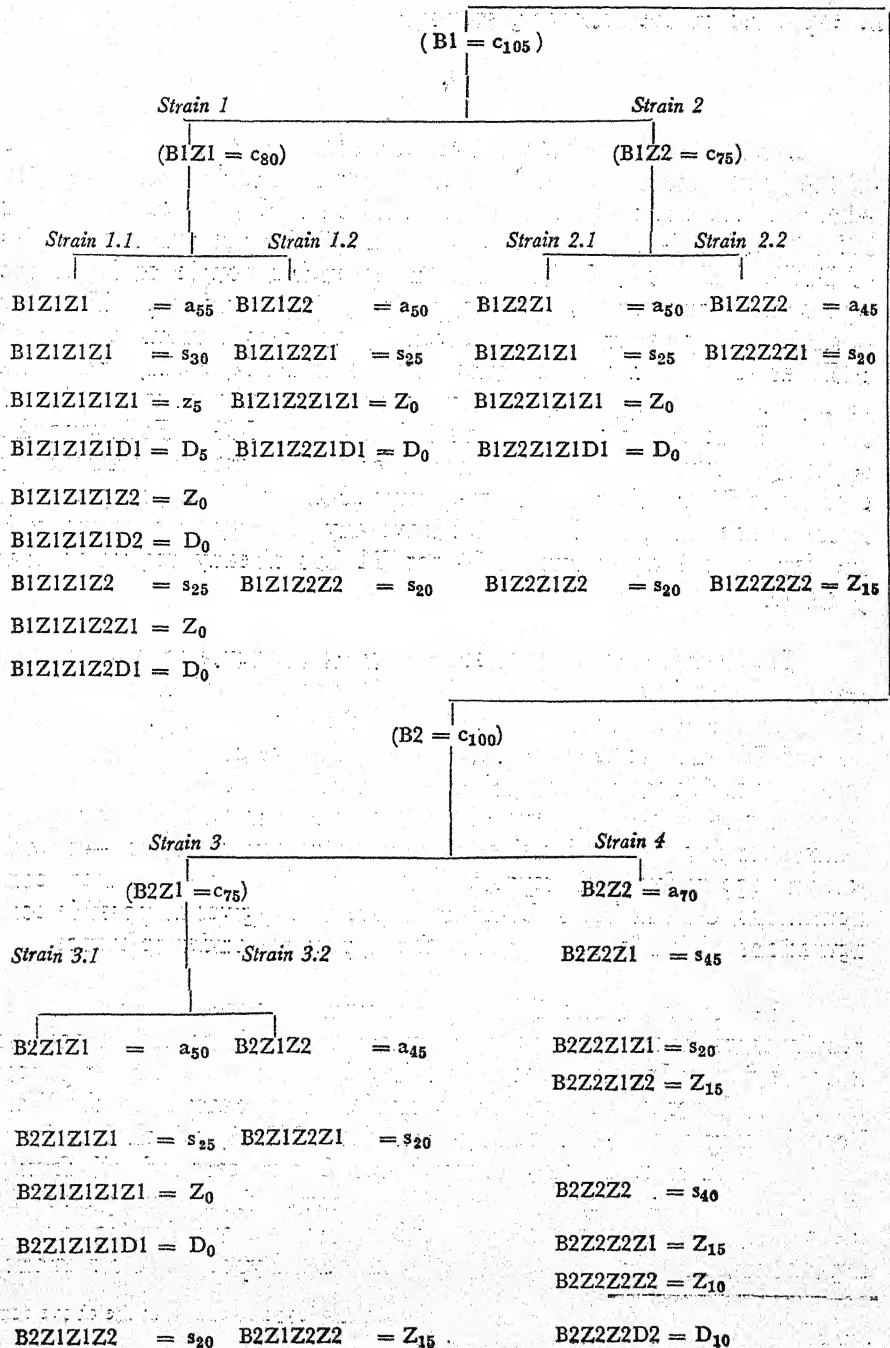 (B1 = c105)
Strain 1 Strain 2
(B1Z1 = c80) (B1Z2 = c75)
Strain 1.1 Strain 1.2 Strain 2.1 Strain 2.2
B1Z1Z1 = a55 B1Z1Z2 = a50 B1Z2Z1 = a50 B1Z2Z2 = a45
B1Z1Z1Z1 = s30 B1Z1Z2Z1 = s25 B1Z2Z1Z1 = s25 B1Z2Z2Z1 = s20
B1Z1Z1Z1Z1 = z5 B1Z1Z2Z1Z1 = Z0 B1Z2Z1Z1Z1 = Z0
B1Z1Z1Z1D1 = D5 B1Z1Z2Z1D1 = D0 B1Z2Z1Z1D1 = D0
B1Z1Z1Z1Z2 = Z0
B1Z1Z1Z1D2 = D0
B1Z1Z1Z2 = s25 B1Z1Z2Z2 = s20 B1Z2Z1Z2 = s20 B1Z2Z2Z2 = Z15
B1Z1Z1Z2Z1 = Z0
B1Z1Z1Z2D1 = D0
(B2 = c100)
Strain 3 Strain 4
(B2Z1 = c75) B2Z2 = a70
Strain 3.1 Strain 3.2 B2Z2Z1 = s45
B2Z1Z1 = a50 B2Z1Z2 = a45 B2Z2Z1Z1 = s20
B2Z2Z1Z2 = Z15
B2Z1Z1Z1 = s25 B2Z1Z2Z1 = s20
B2Z1Z1Z1Z1 = Z0 B2Z2Z2 = s40
B2Z1Z1Z1D1 = D0 B2Z2Z2Z1 = Z15
B2Z2Z2Z2 = Z10
B2Z1Z1Z2 = s20 B2Z1Z2Z2 = Z15 B2Z2Z2D2 = D10